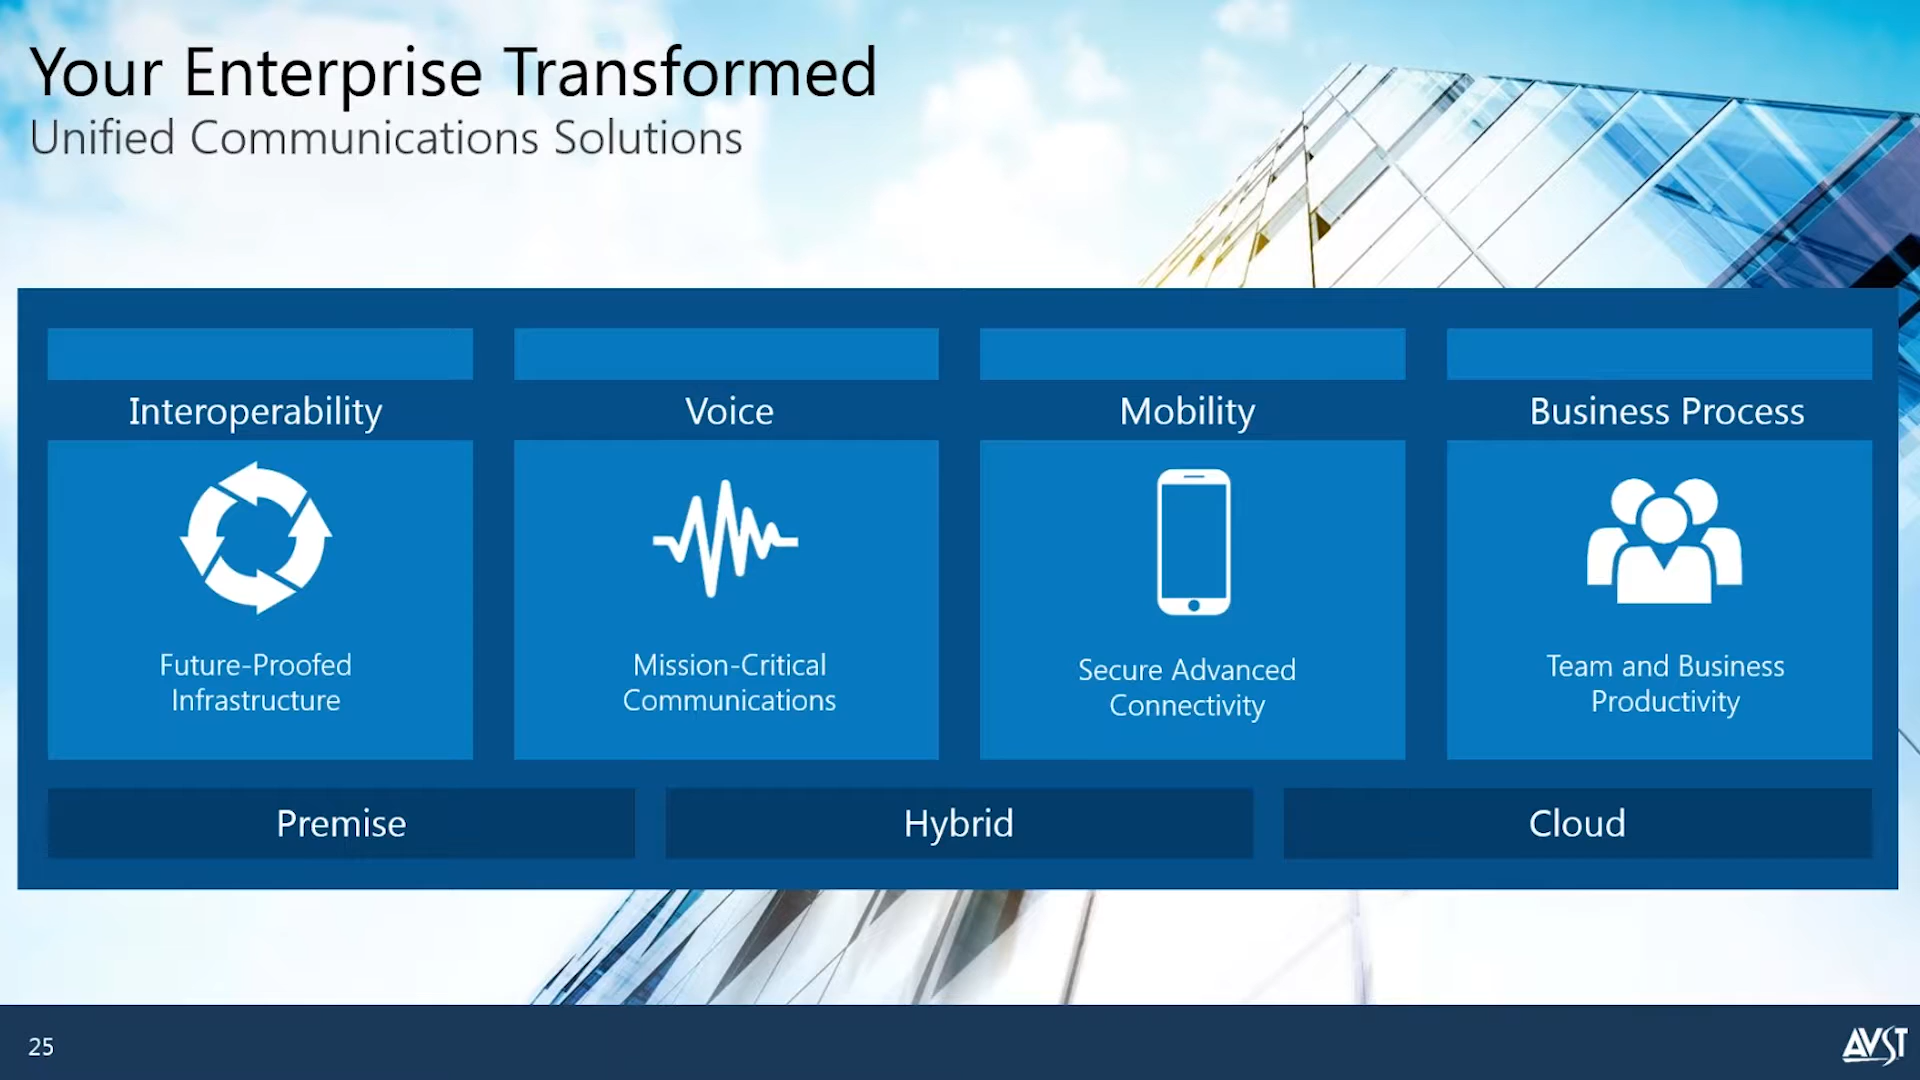 Your Enterprise Transformed
Unified Communications Solutions
Interoperability
Voice
Mobility
Business Process
Future-Proofed
Infrastructure
Mission-Critical
Communications
Secure Advanced
Connectivity
Team and Business
Productivity
Premise
Hybrid
Cloud
25
AVST